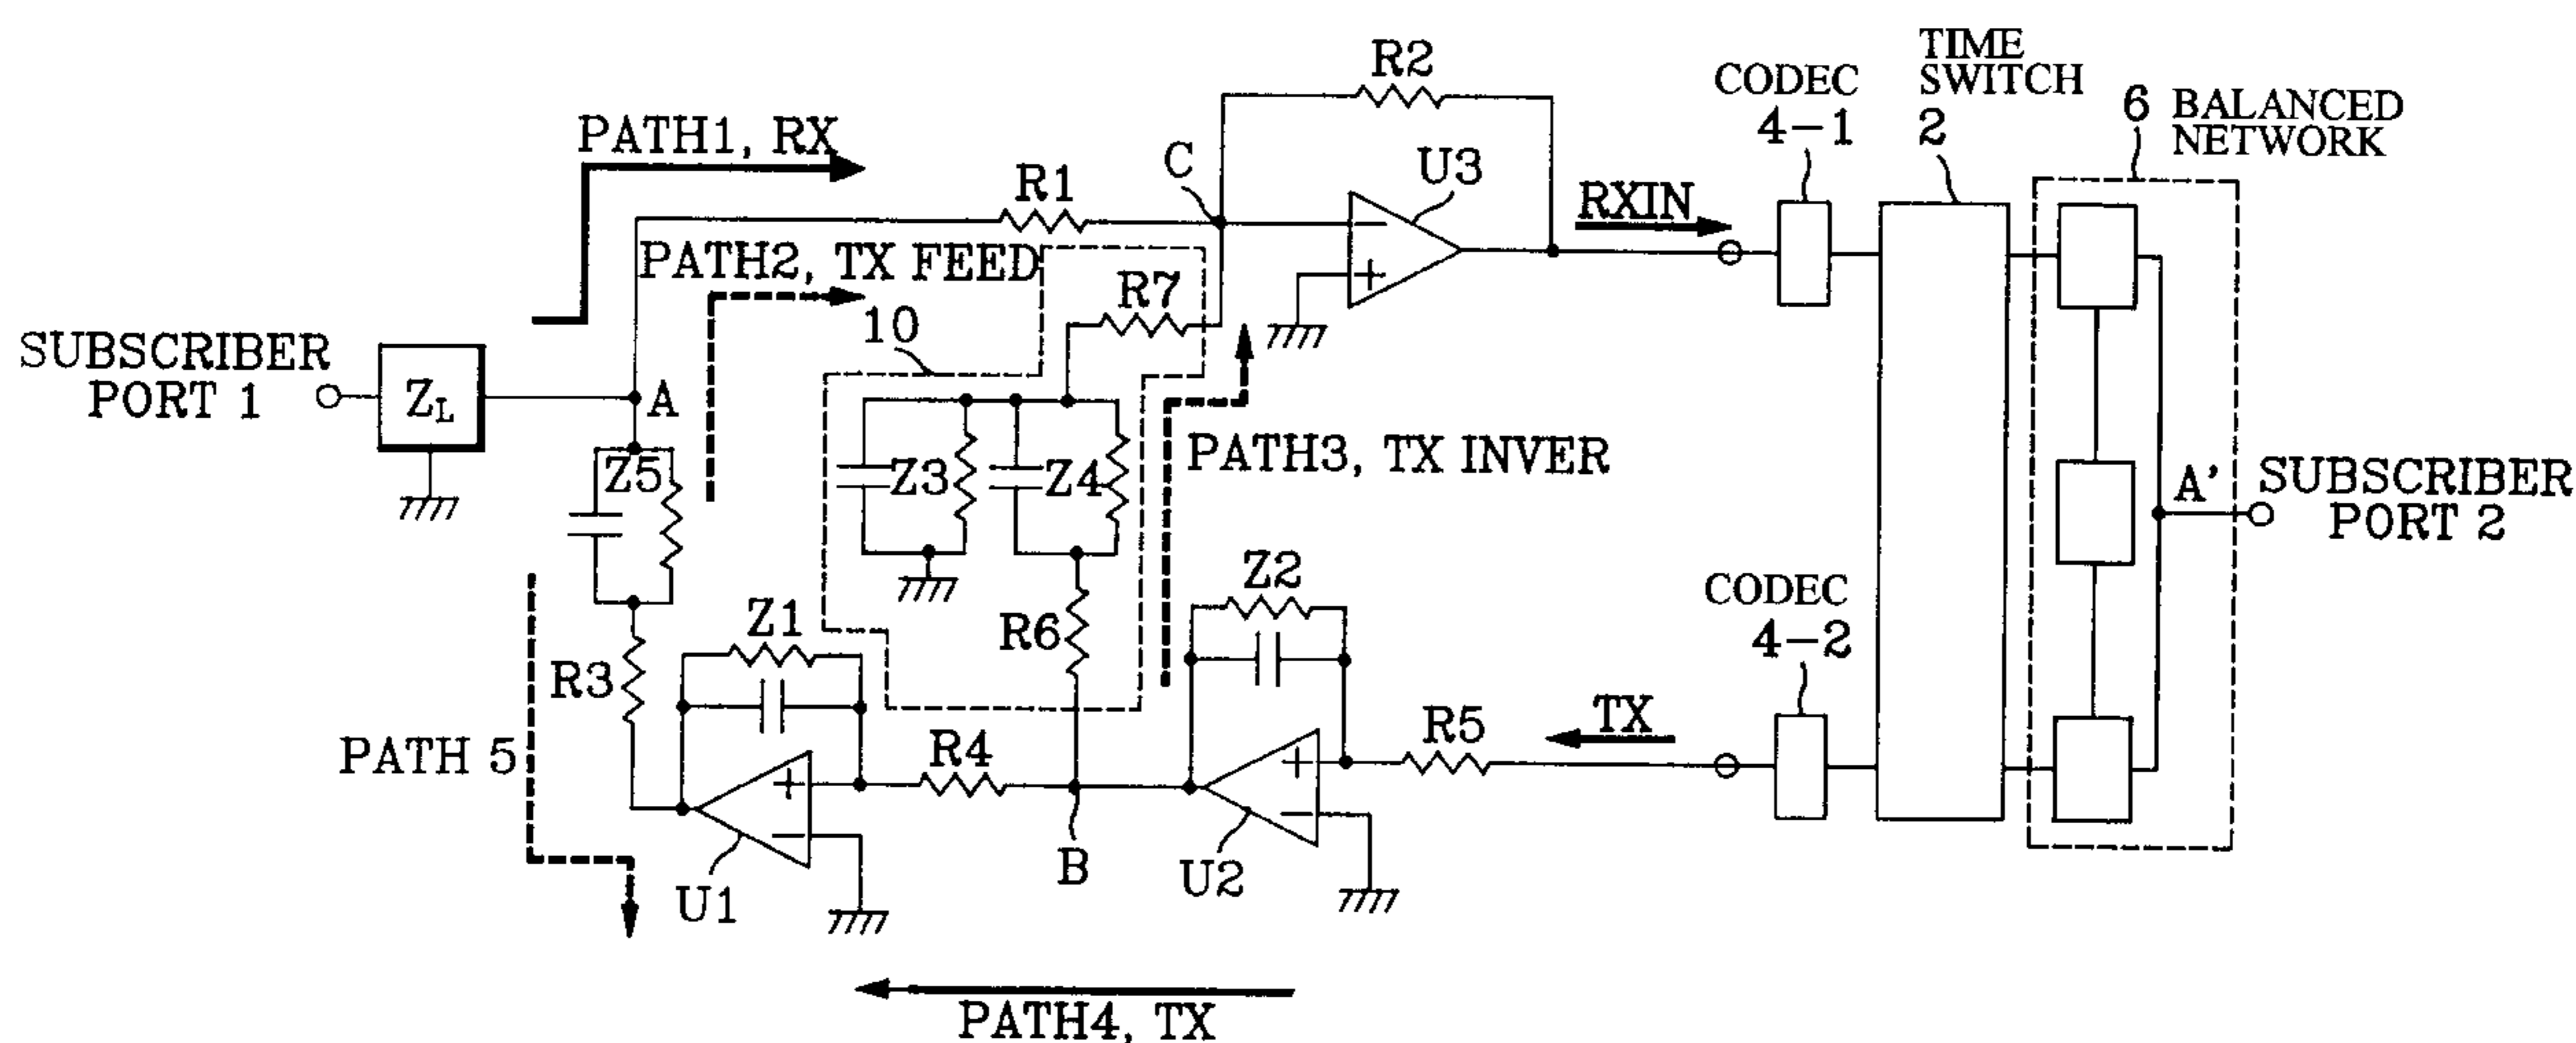 R2
CODEC
4-1
TIME
SWITCH
2
6 BALANCED
NETWORK
PATH1, RX
C
R1
U3
RXIN
PATH2, TX FEED
R7
10
SUBSCRIBER
PORT 1
ZL
A
PATH3, TX INVER
Z5
Z3
Z4
A'
SUBSCRIBER
PORT 2
Z2
Z1
R6
CODEC
4-2
R3
PATH 5
R4
R5
TX
B
U1
U2
PATH4, TX
+
-
+
-
+
-